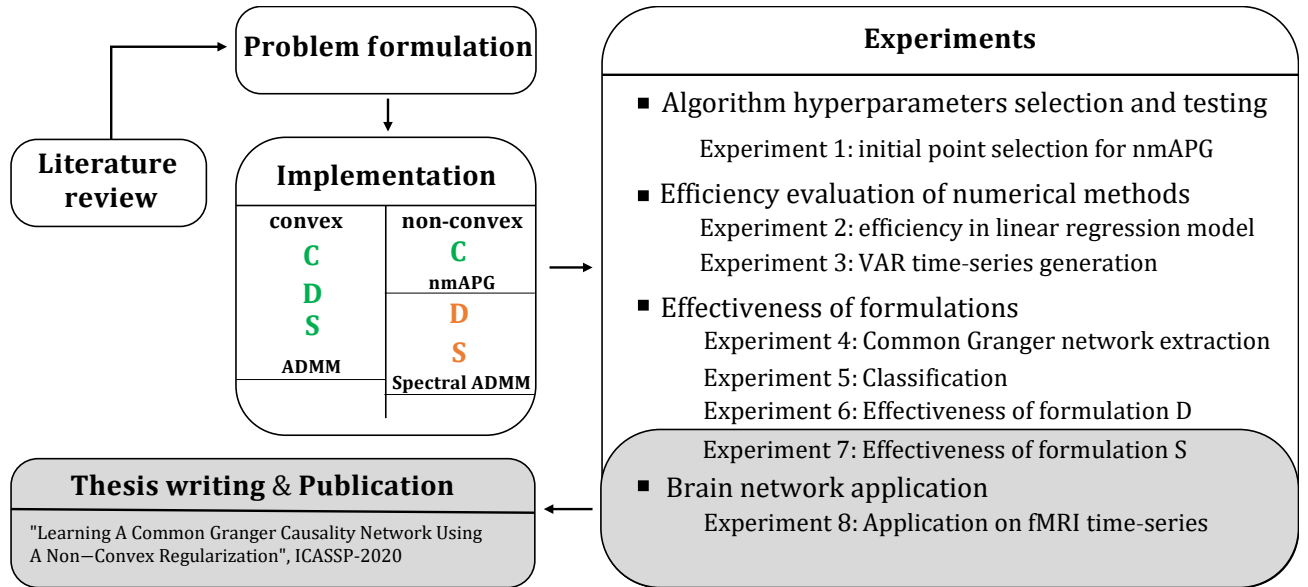 Problem formulation
Literature
review
Implementation
convex
C
D
S
ADMM
non-convex
C
nmAPG
D
S
Spectral ADMM
Experiments
■ Algorithm hyperparameters selection and testing
Experiment 1: initial point selection for nmAPG
■ Efficiency evaluation of numerical methods
Experiment 2: efficiency in linear regression model
Experiment 3: VAR time-series generation
■ Effectiveness of formulations
Experiment 4: Common Granger network extraction
Experiment 5: Classification
Experiment 6: Effectiveness of formulation D
Experiment 7: Effectiveness of formulation S
■ Brain network application
Experiment 8: Application on fMRI time-series
Thesis writing & Publication
"Learning A Common Granger Causality Network Using
A Non−Convex Regularization", ICASSP-2020